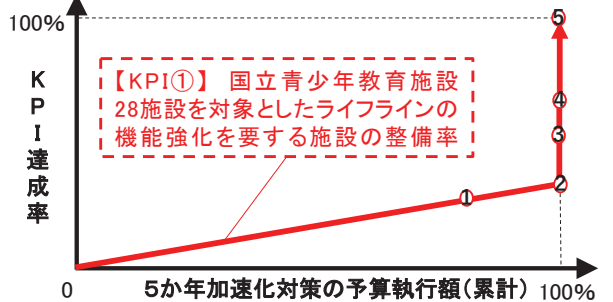 100%
KPI達成率
【KPI①】 国立青少年教育施設
28施設を対象としたライフラインの
機能強化を要する施設の整備率
5
4
3
2
1
0
5か年加速化対策の予算執行額（累計）
100%